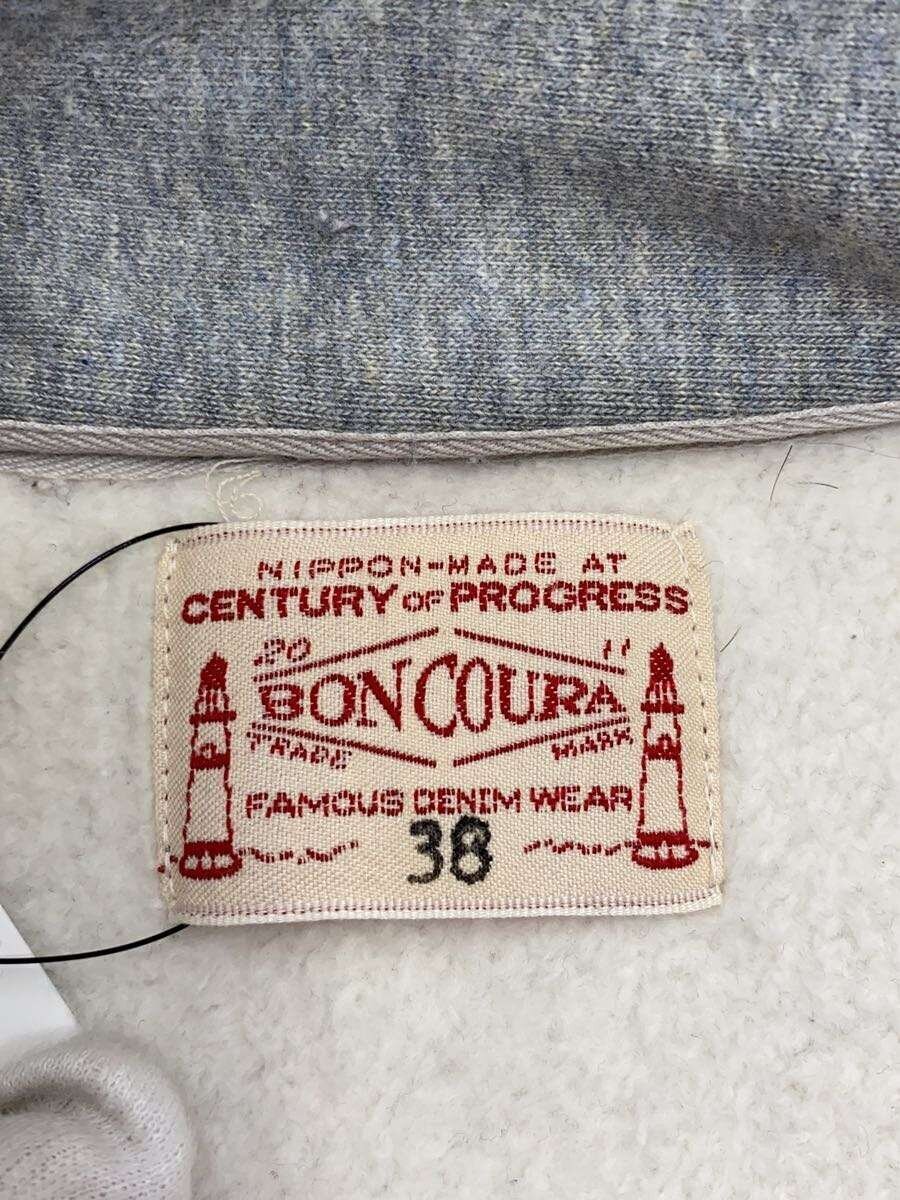 NIPPON-MADE AT
CENTURY OF PROGRESS
20 11
BONCOURA
TRADE MARK
FAMOUS DENIM WEAR
38